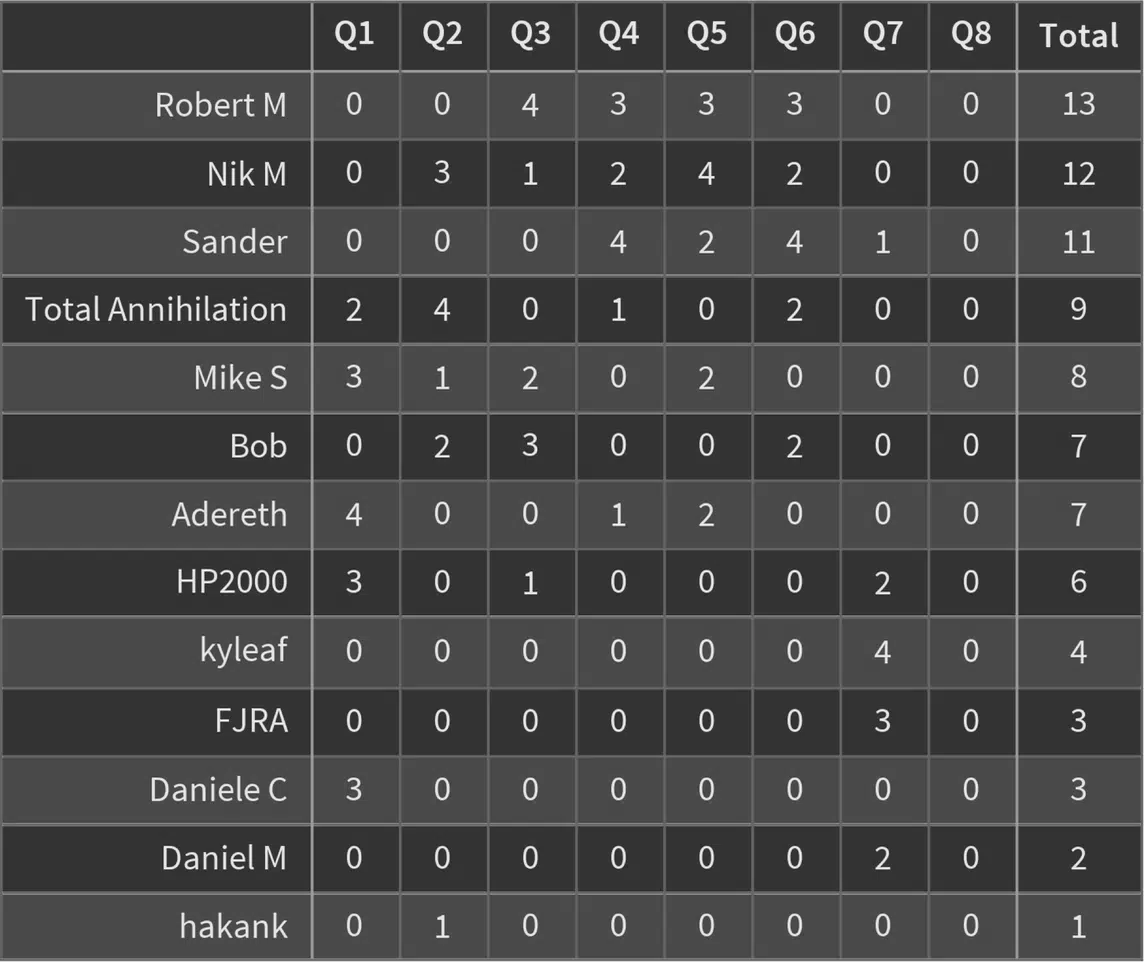 Q1 Q2 Q3 Q4 Q5 Q6 Q7 Q8 Total
Robert M 0 0 4 3 3 3 0 0 13
Nik M 0 3 1 2 4 2 0 0 12
Sander 0 0 0 4 2 4 1 0 11
Total Annihilation 2 4 0 1 0 2 0 0 9
Mike S 3 1 2 0 2 0 0 0 8
Bob 0 2 3 0 0 2 0 0 7
Adereth 4 0 0 1 2 0 0 0 7
HP2000 3 0 1 0 0 0 2 0 6
kyleaf 0 0 0 0 0 0 4 0 4
FJRA 0 0 0 0 0 0 3 0 3
Daniele C 3 0 0 0 0 0 0 0 3
Daniel M 0 0 0 0 0 0 2 0 2
hakank 0 1 0 0 0 0 0 0 1